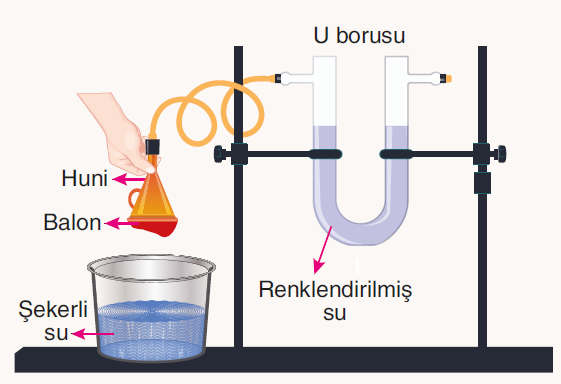 U borusu
Huni
Balon
Şekerli
su
Renklendirilmiş
su